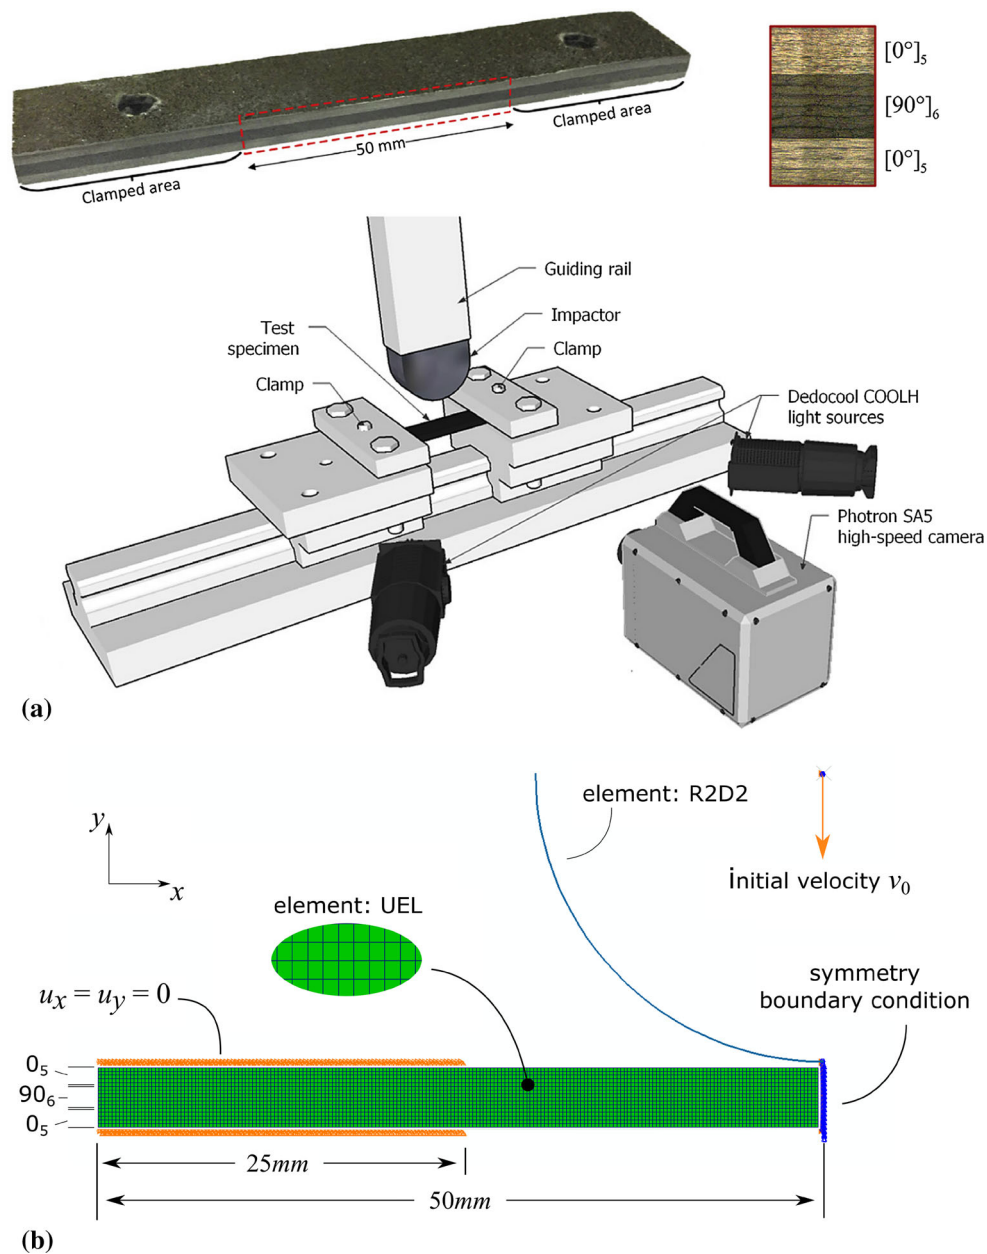 [0°]₅
[90°]₆
[0°]₅
50 mm
Clamped area
Clamped area
Guiding rail
Impactor
Test
specimen
Clamp
Clamp
Dedocool COOLH
light sources
Photron SA5
high-speed camera
(a)
element: R2D2
y
x
initial velocity v₀
element: UEL
symmetry
boundary condition
uₓ = u_y = 0
0₅
90₆
0₅
25mm
50mm
(b)